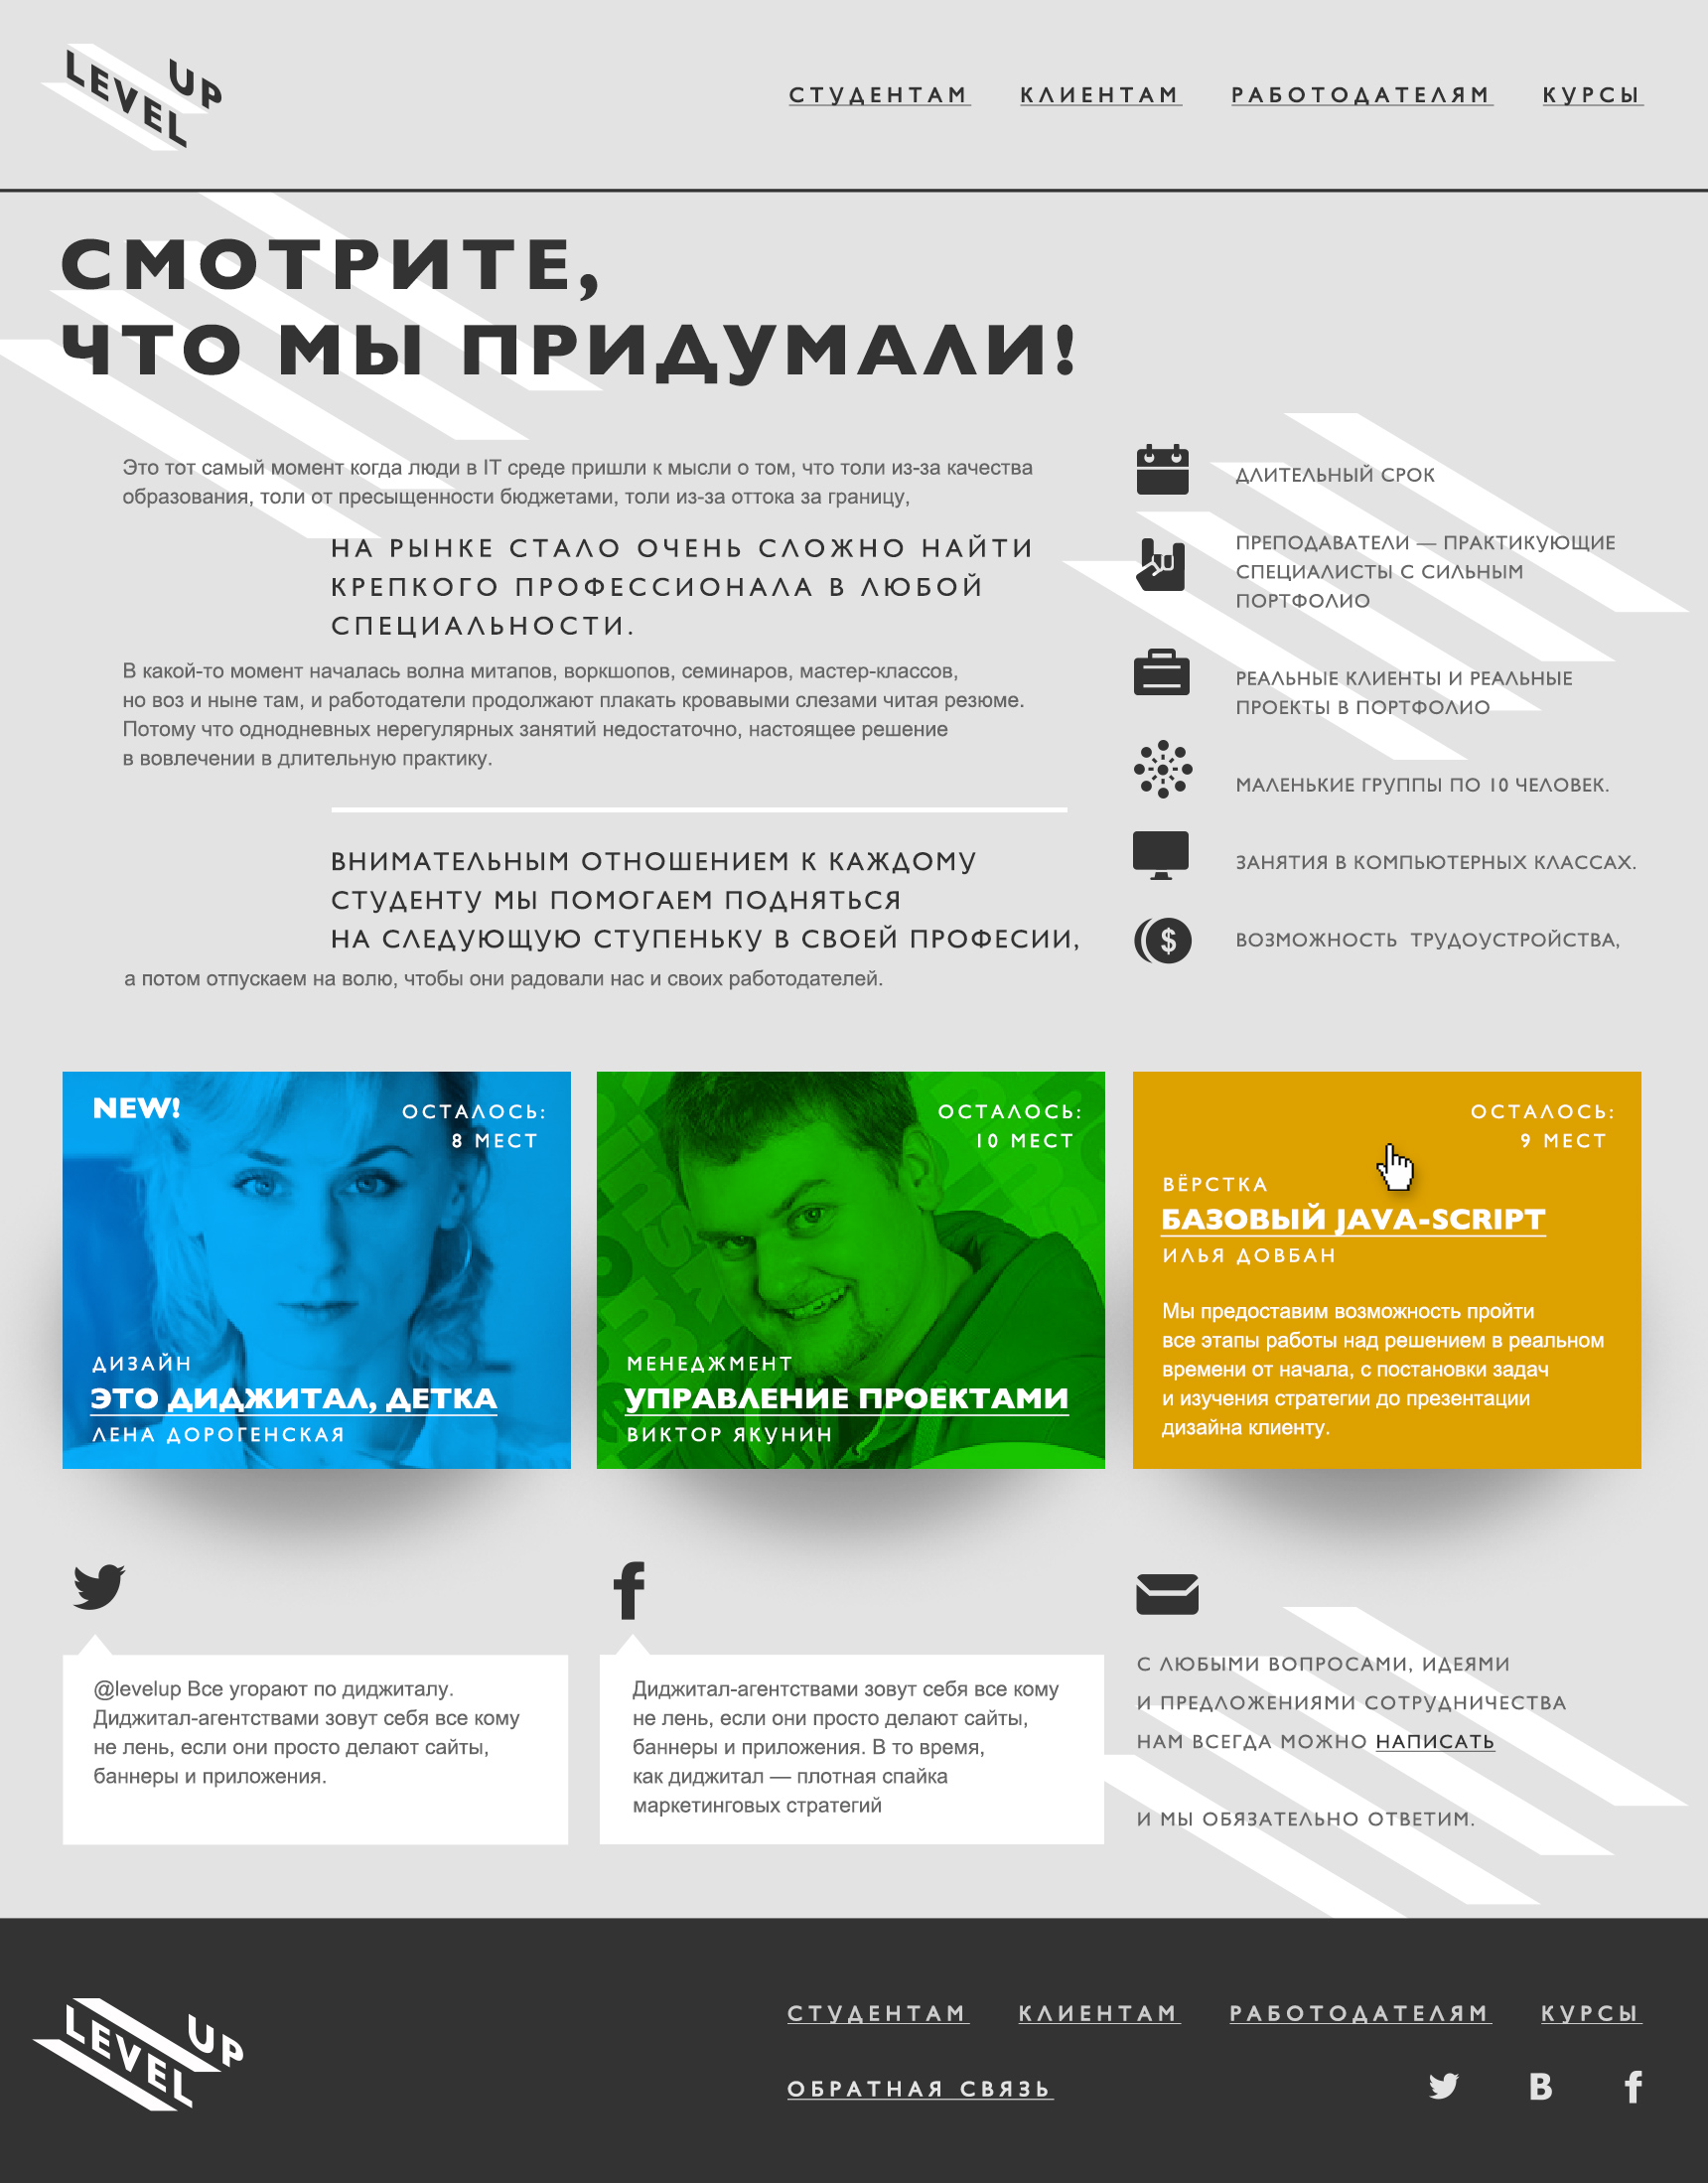 LEVEL UP
СТУДЕНТАМ КЛИЕНТАМ РАБОТОДАТЕЛЯМ КУРСЫ
СМОТРИТЕ,
ЧТО МЫ ПРИДУМАЛИ!
Это тот самый момент когда люди в IT среде пришли к мысли о том, что толи из-за качества
образования, толи от пресыщенности бюджетами, толи из-за оттока за границу,
НА РЫНКЕ СТАЛО ОЧЕНЬ СЛОЖНО НАЙТИ
КРЕПКОГО ПРОФЕССИОНАЛА В ЛЮБОЙ
СПЕЦИАЛЬНОСТИ.
В какой-то момент началась волна митапов, воркшопов, семинаров, мастер-классов,
но воз и ныне там, и работодатели продолжают плакать кровавыми слезами читая резюме.
Потому что однодневных нерегулярных занятий недостаточно, настоящее решение
в вовлечении в длительную практику.
ВНИМАТЕЛЬНЫМ ОТНОШЕНИЕМ К КАЖДОМУ
СТУДЕНТУ МЫ ПОМОГАЕМ ПОДНЯТЬСЯ
НА СЛЕДУЮЩУЮ СТУПЕНЬКУ В СВОЕЙ ПРОФЕСИИ,
а потом отпускаем на волю, чтобы они радовали нас и своих работодателей.
ДЛИТЕЛЬНЫЙ СРОК
ПРЕПОДАВАТЕЛИ — ПРАКТИКУЮЩИЕ
СПЕЦИАЛИСТЫ С СИЛЬНЫМ
ПОРТФОЛИО
РЕАЛЬНЫЕ КЛИЕНТЫ И РЕАЛЬНЫЕ
ПРОЕКТЫ В ПОРТФОЛИО
МАЛЕНЬКИЕ ГРУППЫ ПО 10 ЧЕЛОВЕК.
ЗАНЯТИЯ В КОМПЬЮТЕРНЫХ КЛАССАХ.
$
ВОЗМОЖНОСТЬ ТРУДОУСТРОЙСТВА,
NEW!
ОСТАЛОСЬ:
8 МЕСТ
ДИЗАЙН
ЭТО ДИДЖИТАЛ, ДЕТКА
ЛЕНА ДОРОГЕНСКАЯ
ОСТАЛОСЬ:
10 МЕСТ
МЕНЕДЖМЕНТ
УПРАВЛЕНИЕ ПРОЕКТАМИ
ВИКТОР ЯКУНИН
ОСТАЛОСЬ:
9 МЕСТ
ВЁРСТКА
БАЗОВЫЙ JAVA-SCRIPT
ИЛЬЯ ДОВБАН
Мы предоставим возможность пройти
все этапы работы над решением в реальном
времени от начала, с постановки задач
и изучения стратегии до презентации
дизайна клиенту.
f
@levelup Все угорают по диджиталу.
Диджитал-агентствами зовут себя все кому
не лень, если они просто делают сайты,
баннеры и приложения.
Диджитал-агентствами зовут себя все кому
не лень, если они просто делают сайты,
баннеры и приложения. В то время,
как диджитал — плотная спайка
маркетинговых стратегий
С ЛЮБЫМИ ВОПРОСАМИ, ИДЕЯМИ
И ПРЕДЛОЖЕНИЯМИ СОТРУДНИЧЕСТВА
НАМ ВСЕГДА МОЖНО НАПИСАТЬ
И МЫ ОБЯЗАТЕЛЬНО ОТВЕТИМ.
LEVEL UP
СТУДЕНТАМ КЛИЕНТАМ РАБОТОДАТЕЛЯМ КУРСЫ
ОБРАТНАЯ СВЯЗЬ
B f